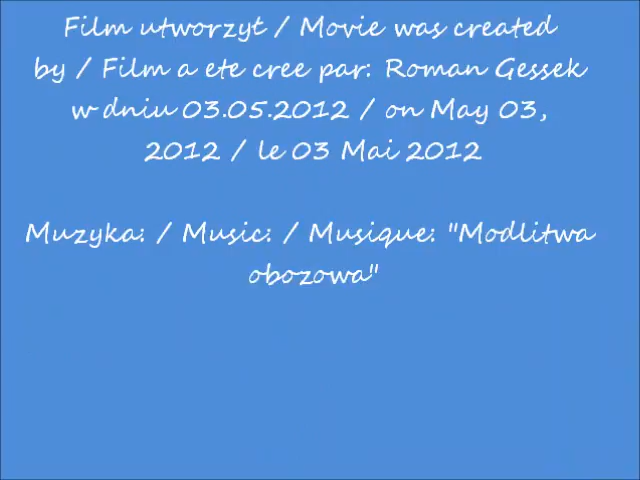 Film utworzył / Movie was created
by / Film a ete cree par: Roman Gessek
w dniu 03.05.2012 / on May 03,
2012 / le 03 Mai 2012
Muzyka: / Music: / Musique: "Modlitwa
obozowa"